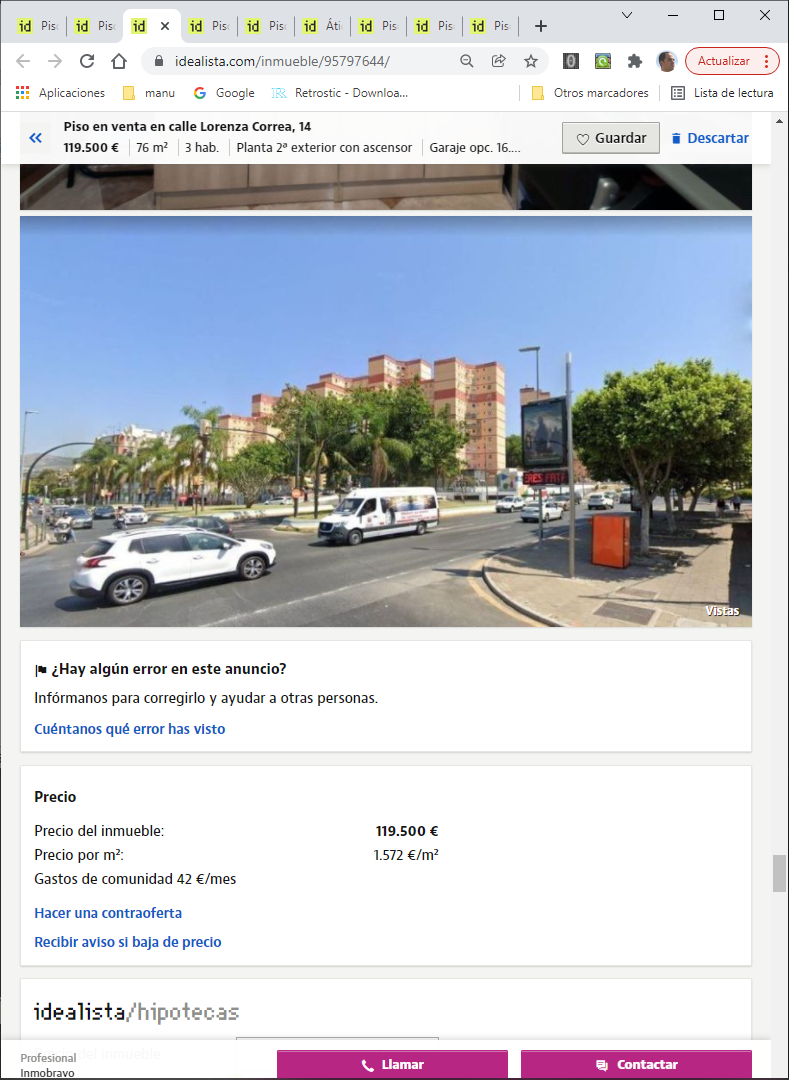 id Piso
id Piso
id
id Piso
id Piso
id Áti
id Piso
id Piso
id Pis
idealista.com/inmueble/95797644/
Actualizar
Aplicaciones
manu
Google
Retrostic - Downloa...
Otros marcadores
Lista de lectura
Piso en venta en calle Lorenza Correa, 14
119.500 € 76 m² 3 hab. Planta 2ª exterior con ascensor Garaje opc. 16....
Guardar
Descartar
Vistas
¿Hay algún error en este anuncio?
Infórmanos para corregirlo y ayudar a otras personas.
Cuéntanos qué error has visto
Precio
Precio del inmueble: 119.500 €
Precio por m²: 1.572 €/m²
Gastos de comunidad 42 €/mes
Hacer una contraoferta
Recibir aviso si baja de precio
idealista/hipotecas
Profesional
Inmobravo
Llamar
Contactar